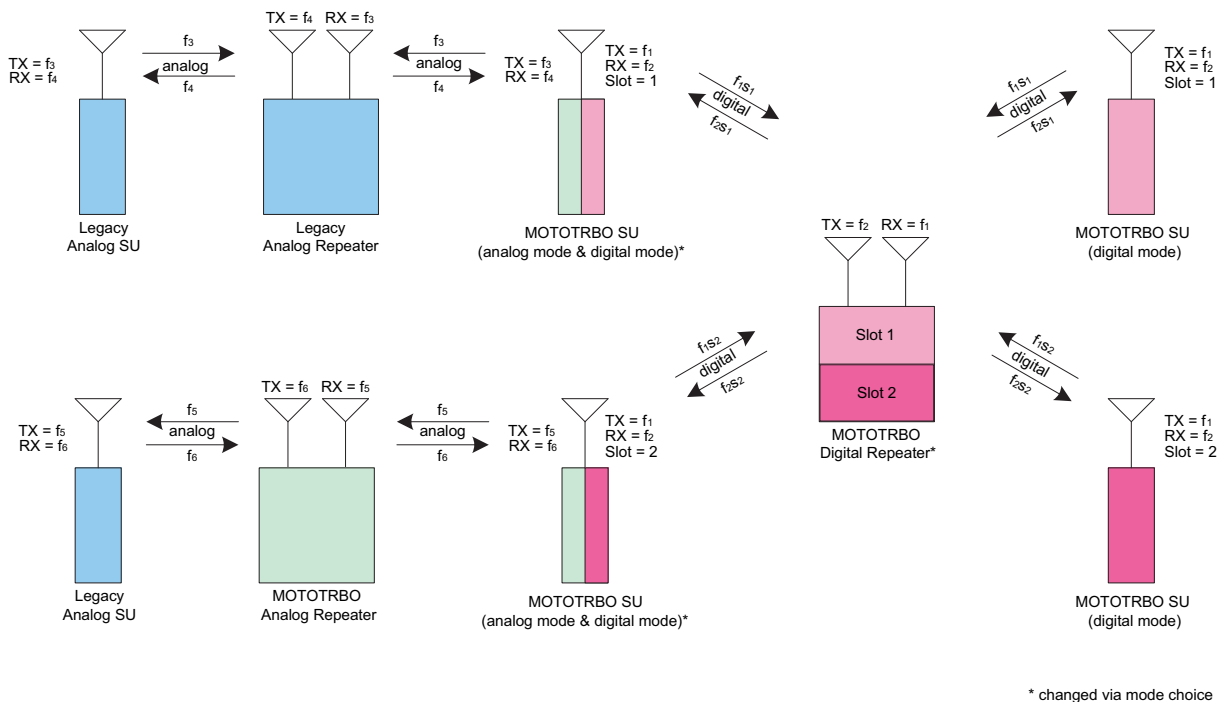 TX = f₄ RX = f₃
TX = f₃
RX = f₄
f₃
analog
f₄
f₃
analog
f₄
TX = f₃
RX = f₄
TX = f₁
RX = f₂
Slot = 1
f₁s₁
digital
f₂s₁
f₁s₁
digital
f₂s₁
TX = f₁
RX = f₂
Slot = 1
Legacy
Analog SU
Legacy
Analog Repeater
MOTOTRBO SU
(analog mode & digital mode)*
MOTOTRBO SU
(digital mode)
TX = f₂ RX = f₁
Slot 1
Slot 2
MOTOTRBO
Digital Repeater*
f₁s₂
digital
f₂s₂
f₁s₂
digital
f₂s₂
TX = f₆ RX = f₅
TX = f₅
RX = f₆
f₅
analog
f₆
f₅
analog
f₆
TX = f₅
RX = f₆
TX = f₁
RX = f₂
Slot = 2
TX = f₁
RX = f₂
Slot = 2
Legacy
Analog SU
MOTOTRBO
Analog Repeater
MOTOTRBO SU
(analog mode & digital mode)*
MOTOTRBO SU
(digital mode)
* changed via mode choice